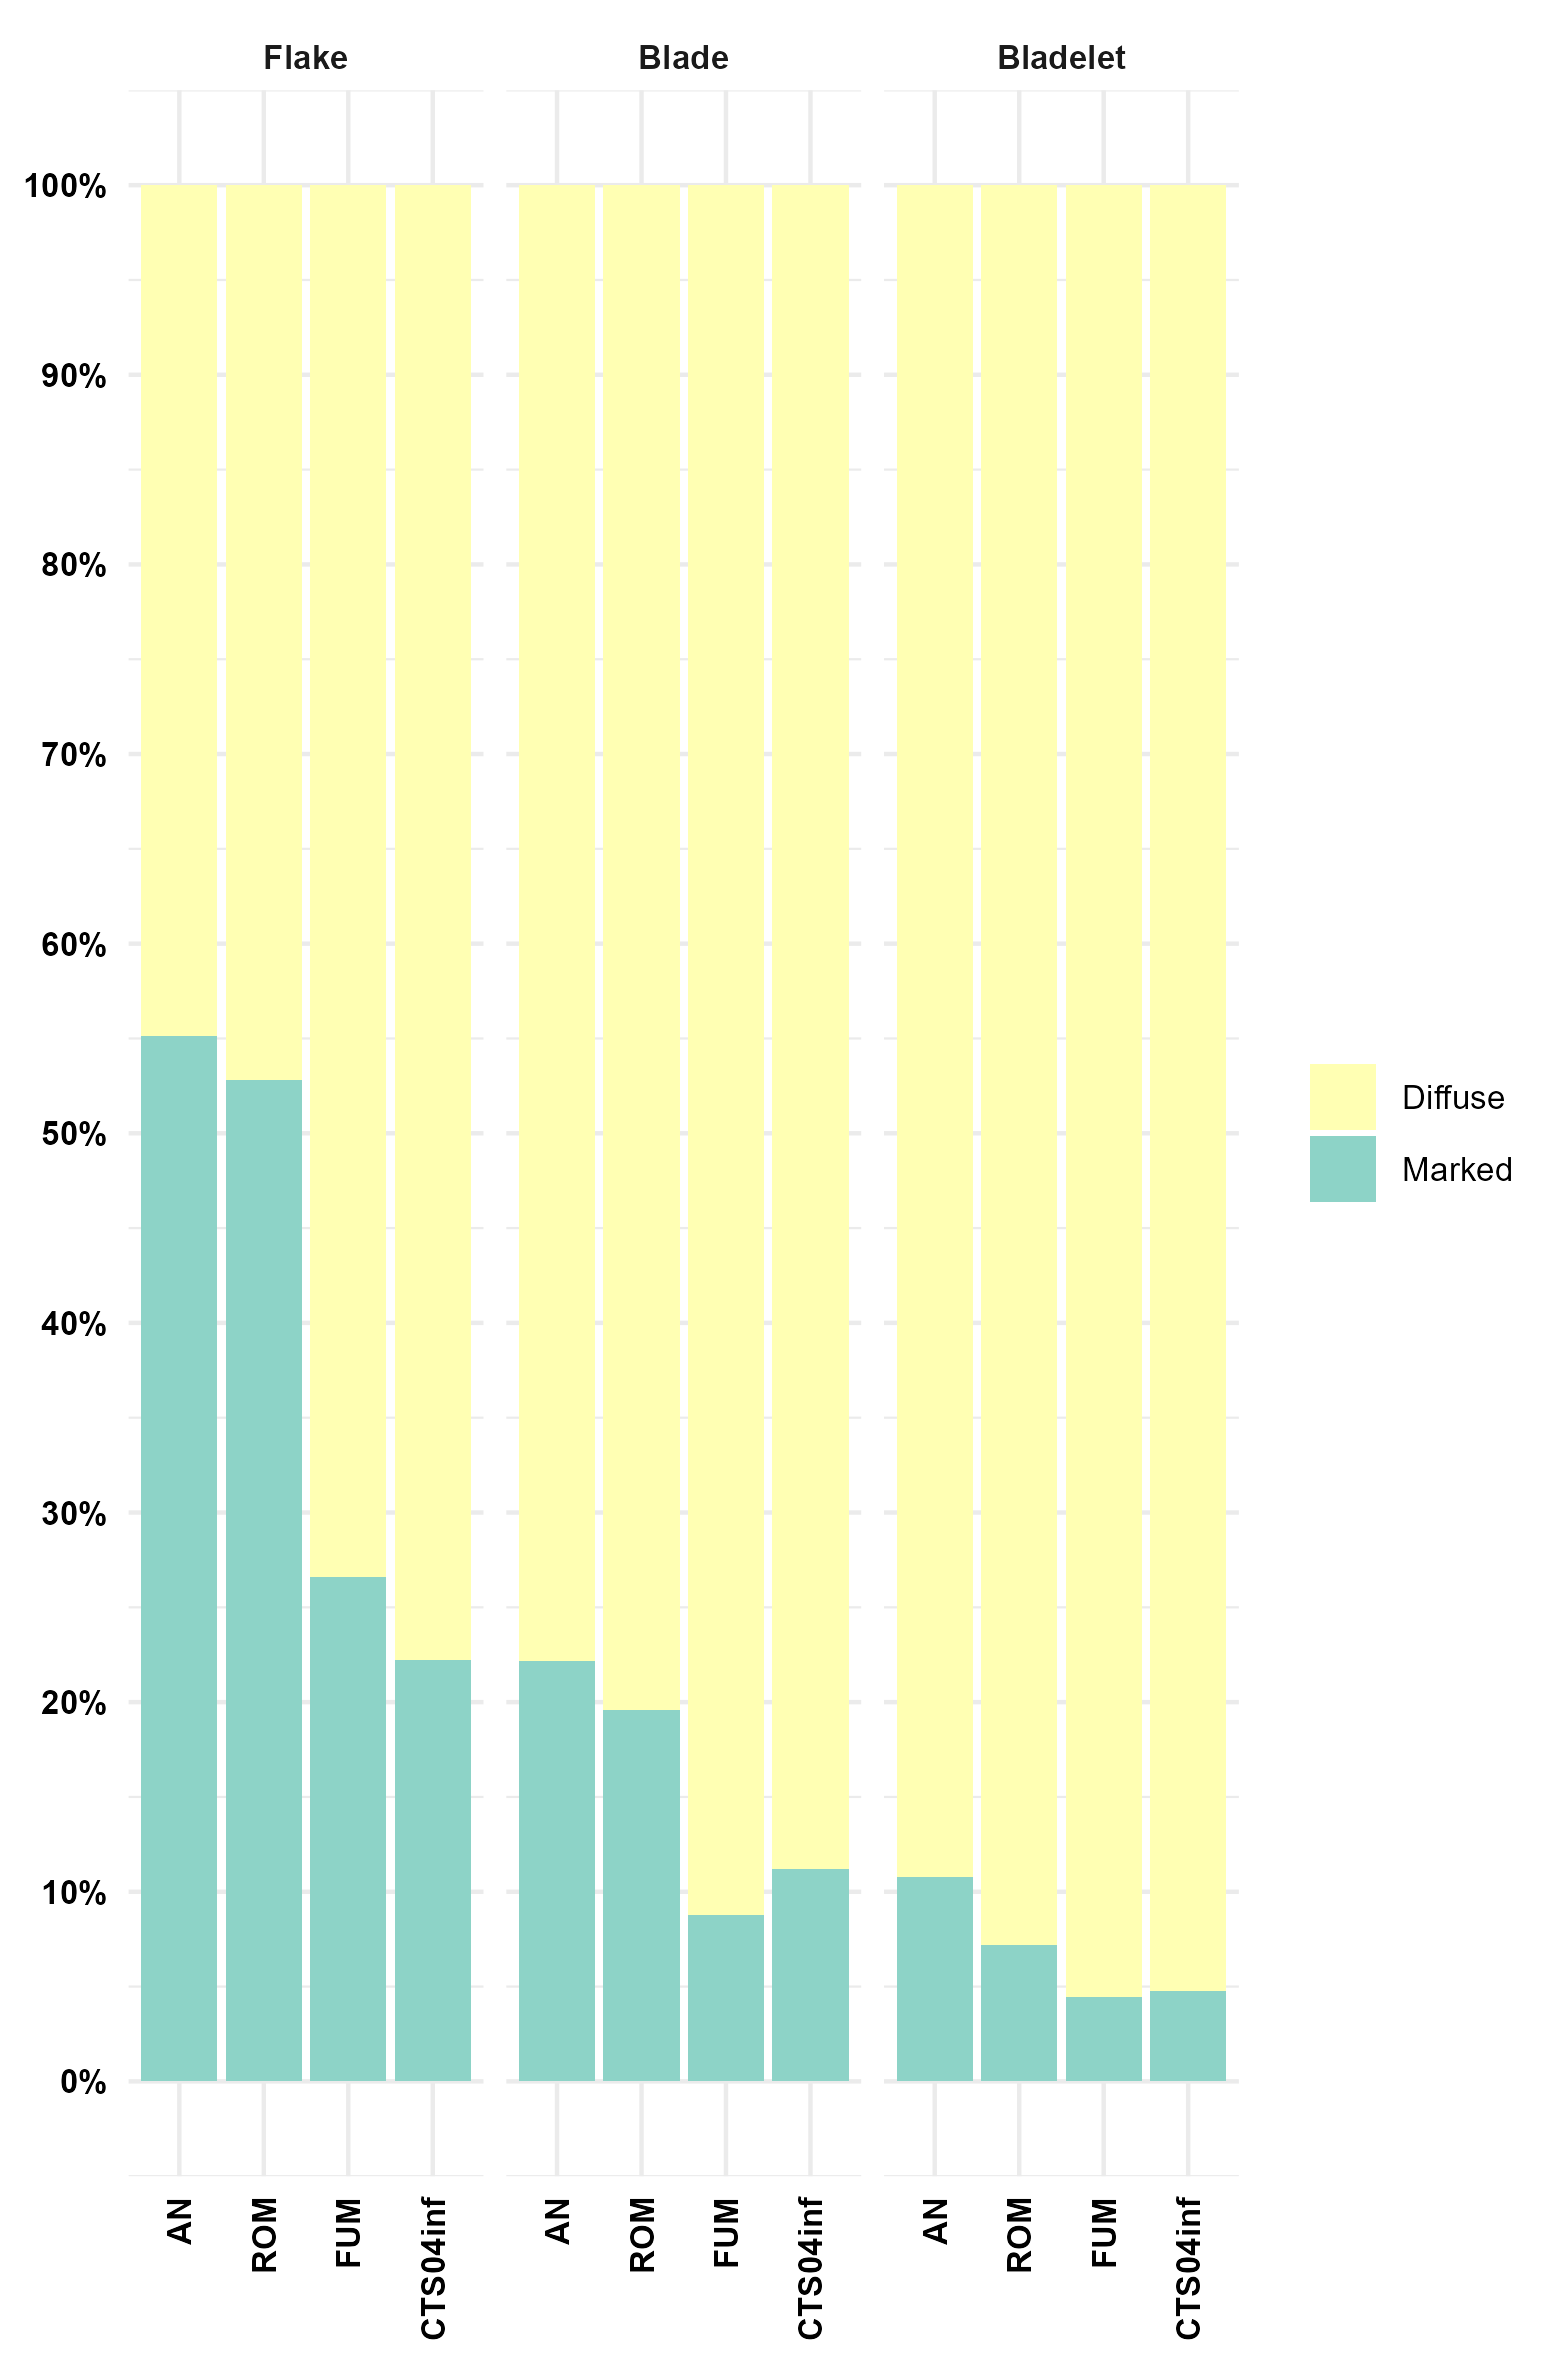 Flake Blade Bladelet
100%
90%
80%
70%
60%
50%
40%
30%
20%
10%
0%
Diffuse
Marked
AN ROM FUM CTS04inf AN ROM FUM CTS04inf AN ROM FUM CTS04inf